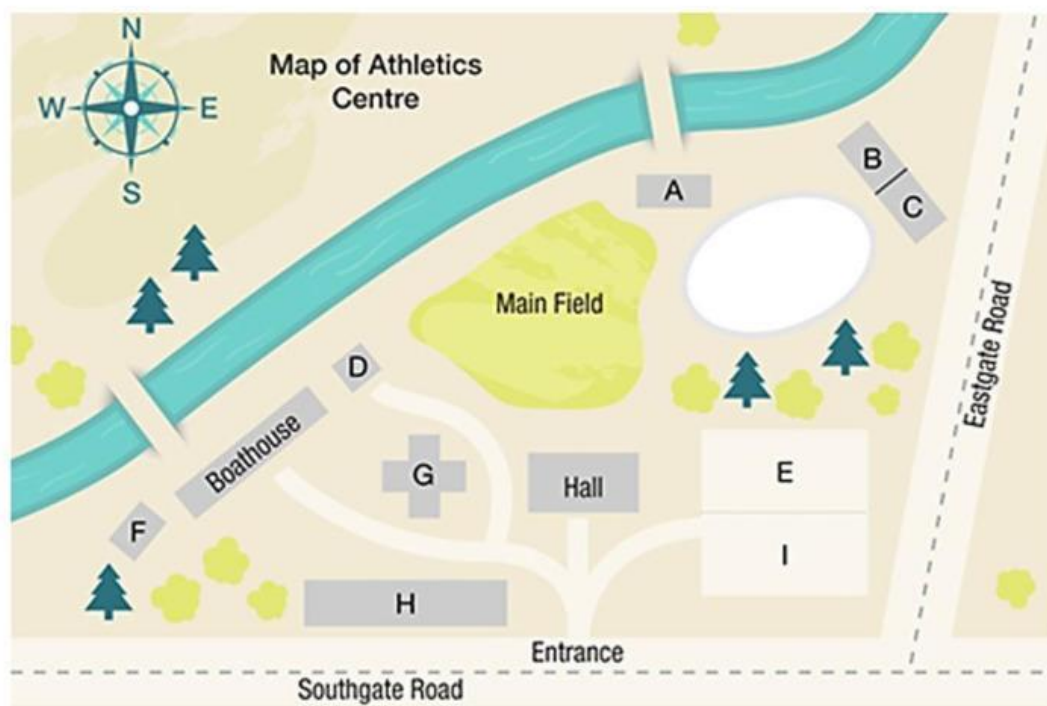 N
Map of Athletics
Centre
W E
S
A
B
C
Main Field
D
Eastgate Road
Boathouse
G
Hall
E
F
I
H
Entrance
Southgate Road